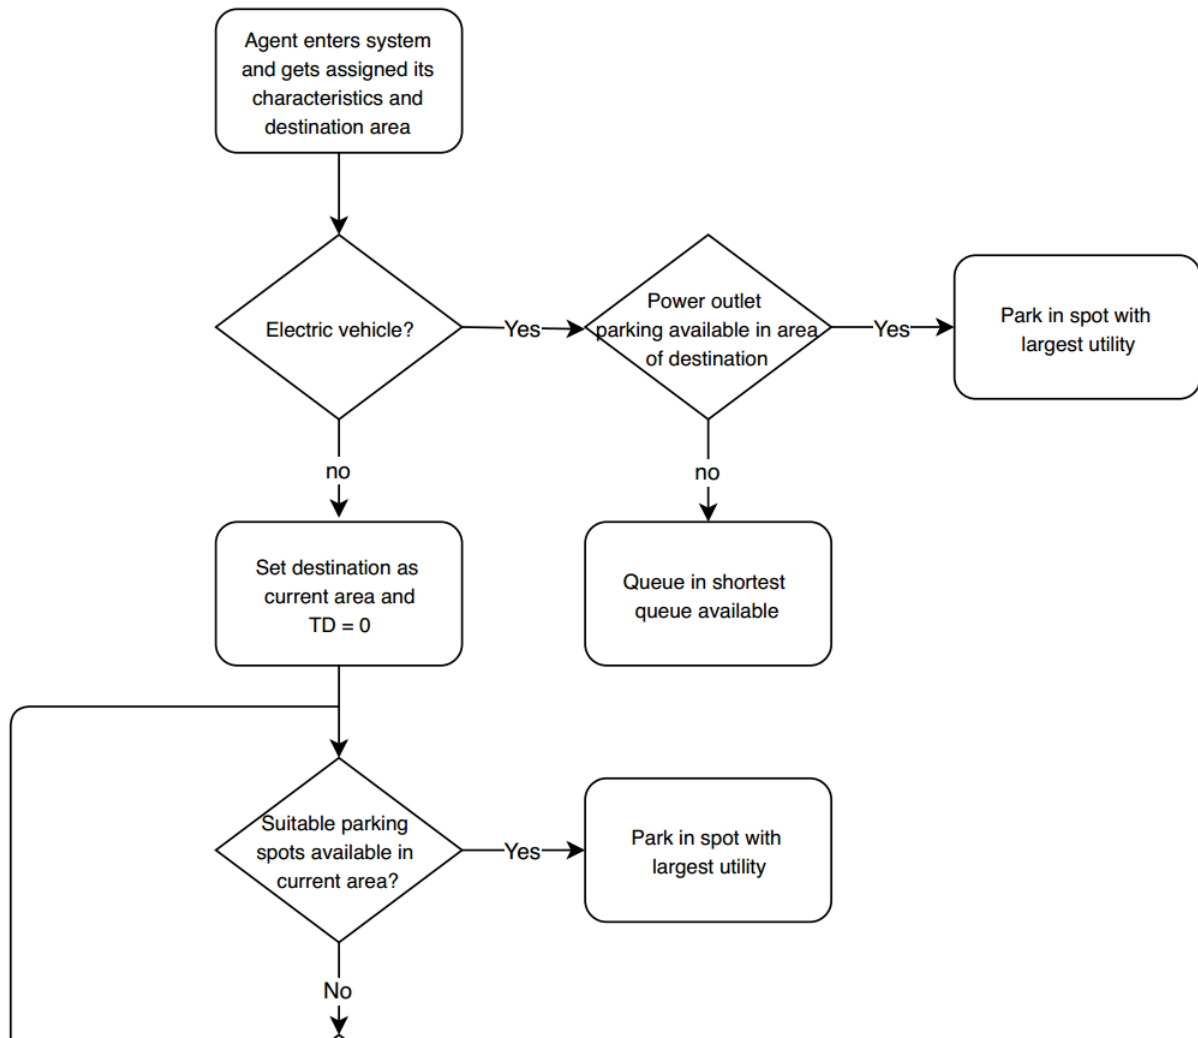 Agent enters system
and gets assigned its
characteristics and
destination area
Electric vehicle?
Yes
Power outlet
parking available in area
of destination
Yes
Park in spot with
largest utility
no
no
Set destination as
current area and
TD = 0
Queue in shortest
queue available
Suitable parking
spots available in
current area?
Yes
Park in spot with
largest utility
No